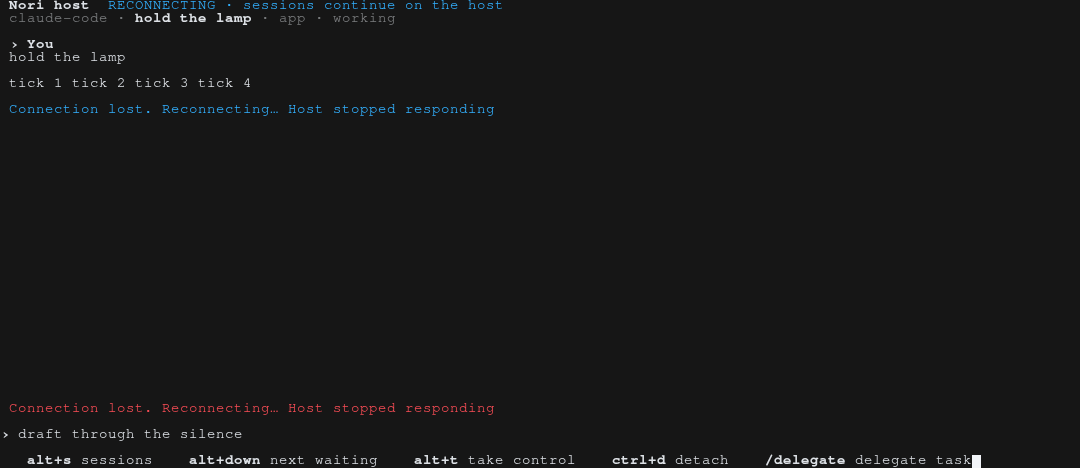 Nori host  RECONNECTING · sessions continue on the host
claude-code · hold the lamp · app · working
› You
hold the lamp
tick 1 tick 2 tick 3 tick 4
Connection lost. Reconnecting… Host stopped responding
Connection lost. Reconnecting… Host stopped responding
› draft through the silence
alt+s sessions    alt+down next waiting    alt+t take control    ctrl+d detach    /delegate delegate task